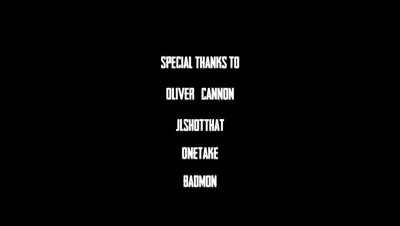 SPECIAL THANKS TO
OLIVER CANNON
JLSHOTTHAT
ONETAKE
BADMON